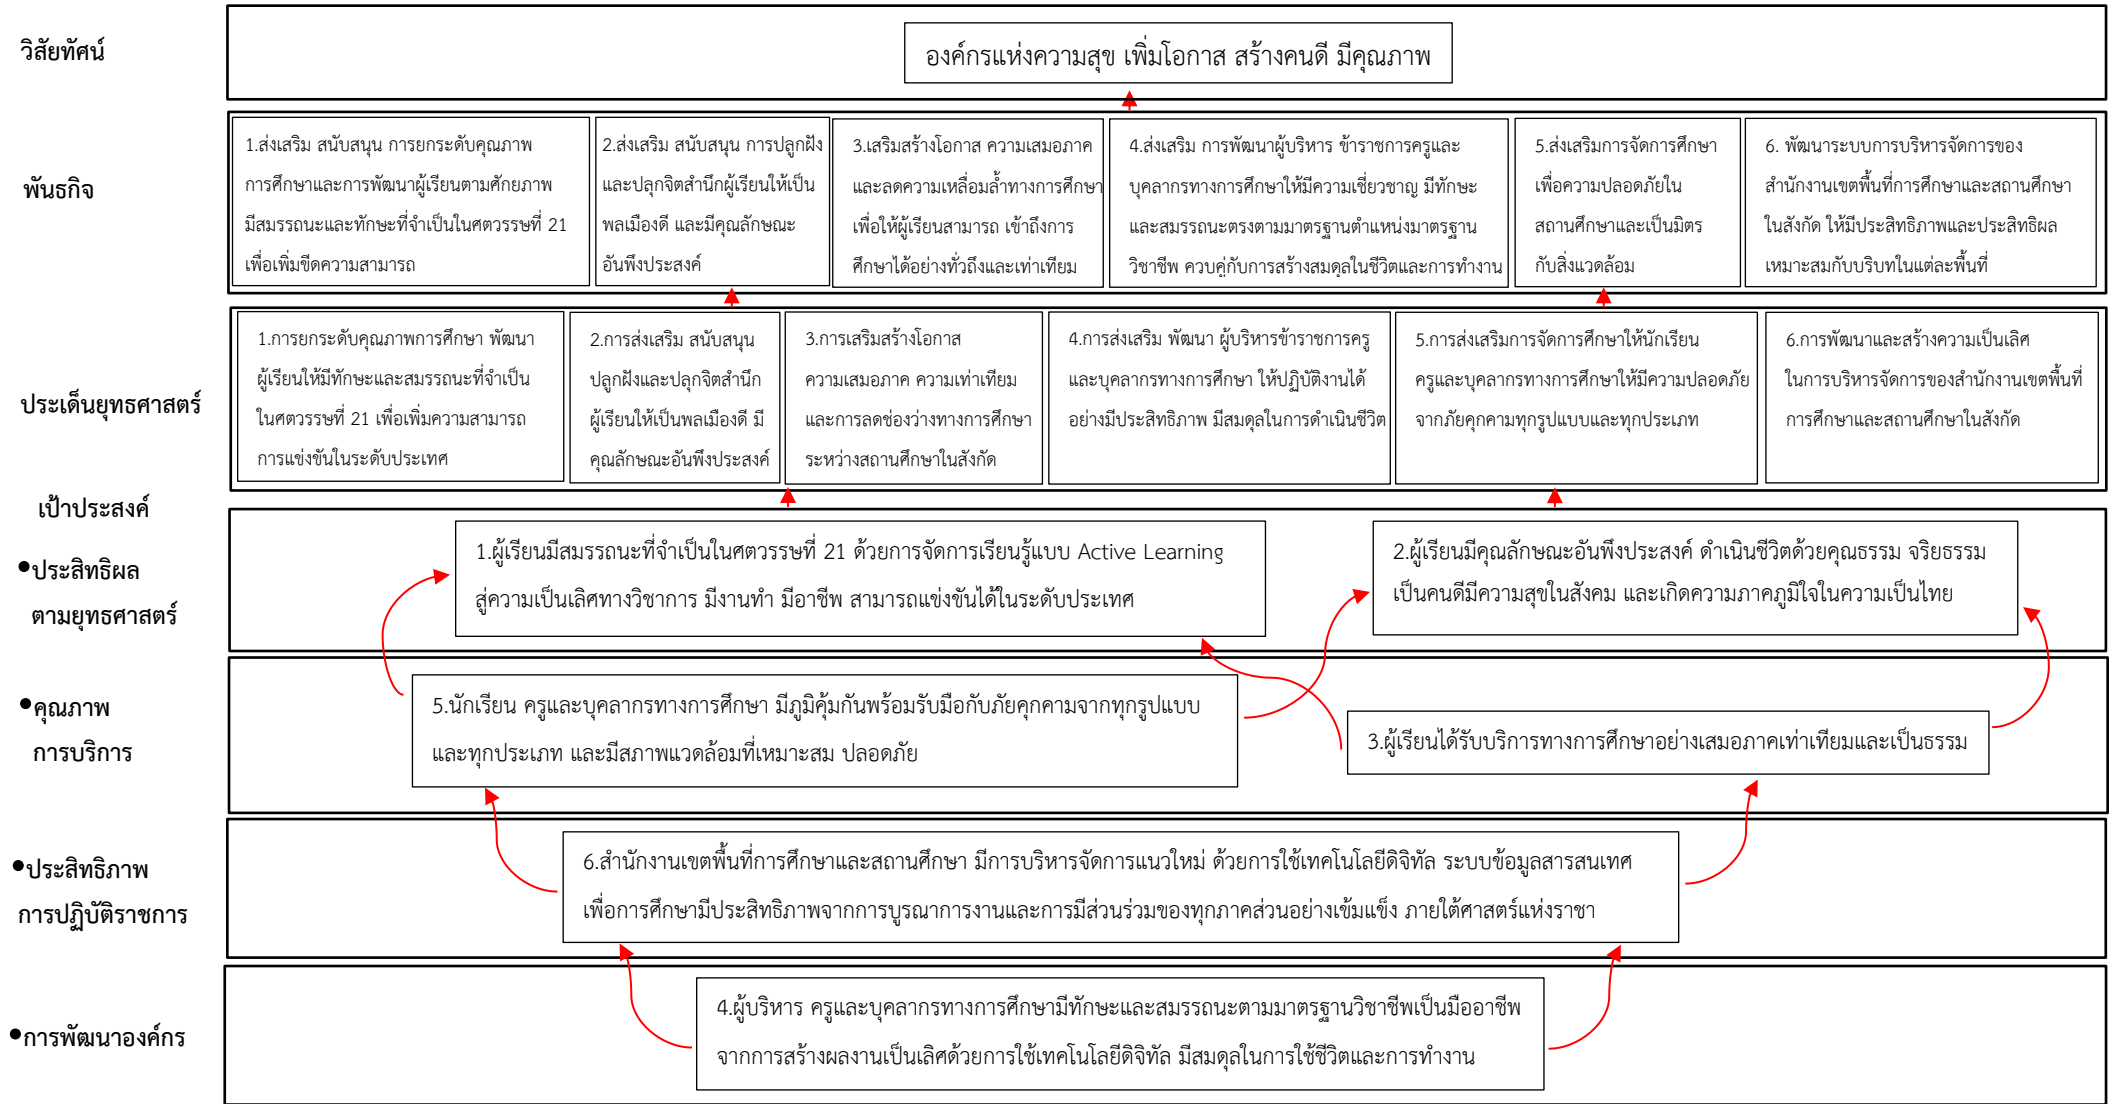 วิสัยทัศน์
องค์กรแห่งความสุข เพิ่มโอกาส สร้างคนดี มีคุณภาพ
พันธกิจ
1.ส่งเสริม สนับสนุน การยกระดับคุณภาพ
การศึกษาและการพัฒนาผู้เรียนตามศักยภาพ
มีสมรรถนะและทักษะที่จำเป็นในศตวรรษที่ 21
เพื่อเพิ่มขีดความสามารถ
2.ส่งเสริม สนับสนุน การปลูกฝัง
และปลุกจิตสำนึกผู้เรียนให้เป็น
พลเมืองดี และมีคุณลักษณะ
อันพึงประสงค์
3.เสริมสร้างโอกาส ความเสมอภาค
และลดความเหลื่อมล้ำทางการศึกษา
เพื่อให้ผู้เรียนสามารถ เข้าถึงการ
ศึกษาได้อย่างทั่วถึงและเท่าเทียม
4.ส่งเสริม การพัฒนาผู้บริหาร ข้าราชการครูและ
บุคลากรทางการศึกษาให้มีความเชี่ยวชาญ มีทักษะ
และสมรรถนะตรงตามมาตรฐานตำแหน่งมาตรฐาน
วิชาชีพ ควบคู่กับการสร้างสมดุลในชีวิตและการทำงาน
5.ส่งเสริมการจัดการศึกษา
เพื่อความปลอดภัยใน
สถานศึกษาและเป็นมิตร
กับสิ่งแวดล้อม
6. พัฒนาระบบการบริหารจัดการของ
สำนักงานเขตพื้นที่การศึกษาและสถานศึกษา
ในสังกัด ให้มีประสิทธิภาพและประสิทธิผล
เหมาะสมกับบริบทในแต่ละพื้นที่
ประเด็นยุทธศาสตร์
1.การยกระดับคุณภาพการศึกษา พัฒนา
ผู้เรียนให้มีทักษะและสมรรถนะที่จำเป็น
ในศตวรรษที่ 21 เพื่อเพิ่มความสามารถ
การแข่งขันในระดับประเทศ
2.การส่งเสริม สนับสนุน
ปลูกฝังและปลุกจิตสำนึก
ผู้เรียนให้เป็นพลเมืองดี มี
คุณลักษณะอันพึงประสงค์
3.การเสริมสร้างโอกาส
ความเสมอภาค ความเท่าเทียม
และการลดช่องว่างทางการศึกษา
ระหว่างสถานศึกษาในสังกัด
4.การส่งเสริม พัฒนา ผู้บริหารข้าราชการครู
และบุคลากรทางการศึกษา ให้ปฏิบัติงานได้
อย่างมีประสิทธิภาพ มีสมดุลในการดำเนินชีวิต
5.การส่งเสริมการจัดการศึกษาให้นักเรียน
ครูและบุคลากรทางการศึกษาให้มีความปลอดภัย
จากภัยคุกคามทุกรูปแบบและทุกประเภท
6.การพัฒนาและสร้างความเป็นเลิศ
ในการบริหารจัดการของสำนักงานเขตพื้นที่
การศึกษาและสถานศึกษาในสังกัด
เป้าประสงค์
•ประสิทธิผล
ตามยุทธศาสตร์
1.ผู้เรียนมีสมรรถนะที่จำเป็นในศตวรรษที่ 21 ด้วยการจัดการเรียนรู้แบบ Active Learning
สู่ความเป็นเลิศทางวิชาการ มีงานทำ มีอาชีพ สามารถแข่งขันได้ในระดับประเทศ
2.ผู้เรียนมีคุณลักษณะอันพึงประสงค์ ดำเนินชีวิตด้วยคุณธรรม จริยธรรม
เป็นคนดีมีความสุขในสังคม และเกิดความภาคภูมิใจในความเป็นไทย
•คุณภาพ
การบริการ
5.นักเรียน ครูและบุคลากรทางการศึกษา มีภูมิคุ้มกันพร้อมรับมือกับภัยคุกคามจากทุกรูปแบบ
และทุกประเภท และมีสภาพแวดล้อมที่เหมาะสม ปลอดภัย
3.ผู้เรียนได้รับบริการทางการศึกษาอย่างเสมอภาคเท่าเทียมและเป็นธรรม
•ประสิทธิภาพ
การปฏิบัติราชการ
6.สำนักงานเขตพื้นที่การศึกษาและสถานศึกษา มีการบริหารจัดการแนวใหม่ ด้วยการใช้เทคโนโลยีดิจิทัล ระบบข้อมูลสารสนเทศ
เพื่อการศึกษามีประสิทธิภาพจากการบูรณาการงานและการมีส่วนร่วมของทุกภาคส่วนอย่างเข้มแข็ง ภายใต้ศาสตร์แห่งราชา
•การพัฒนาองค์กร
4.ผู้บริหาร ครูและบุคลากรทางการศึกษามีทักษะและสมรรถนะตามมาตรฐานวิชาชีพเป็นมืออาชีพ
จากการสร้างผลงานเป็นเลิศด้วยการใช้เทคโนโลยีดิจิทัล มีสมดุลในการใช้ชีวิตและการทำงาน